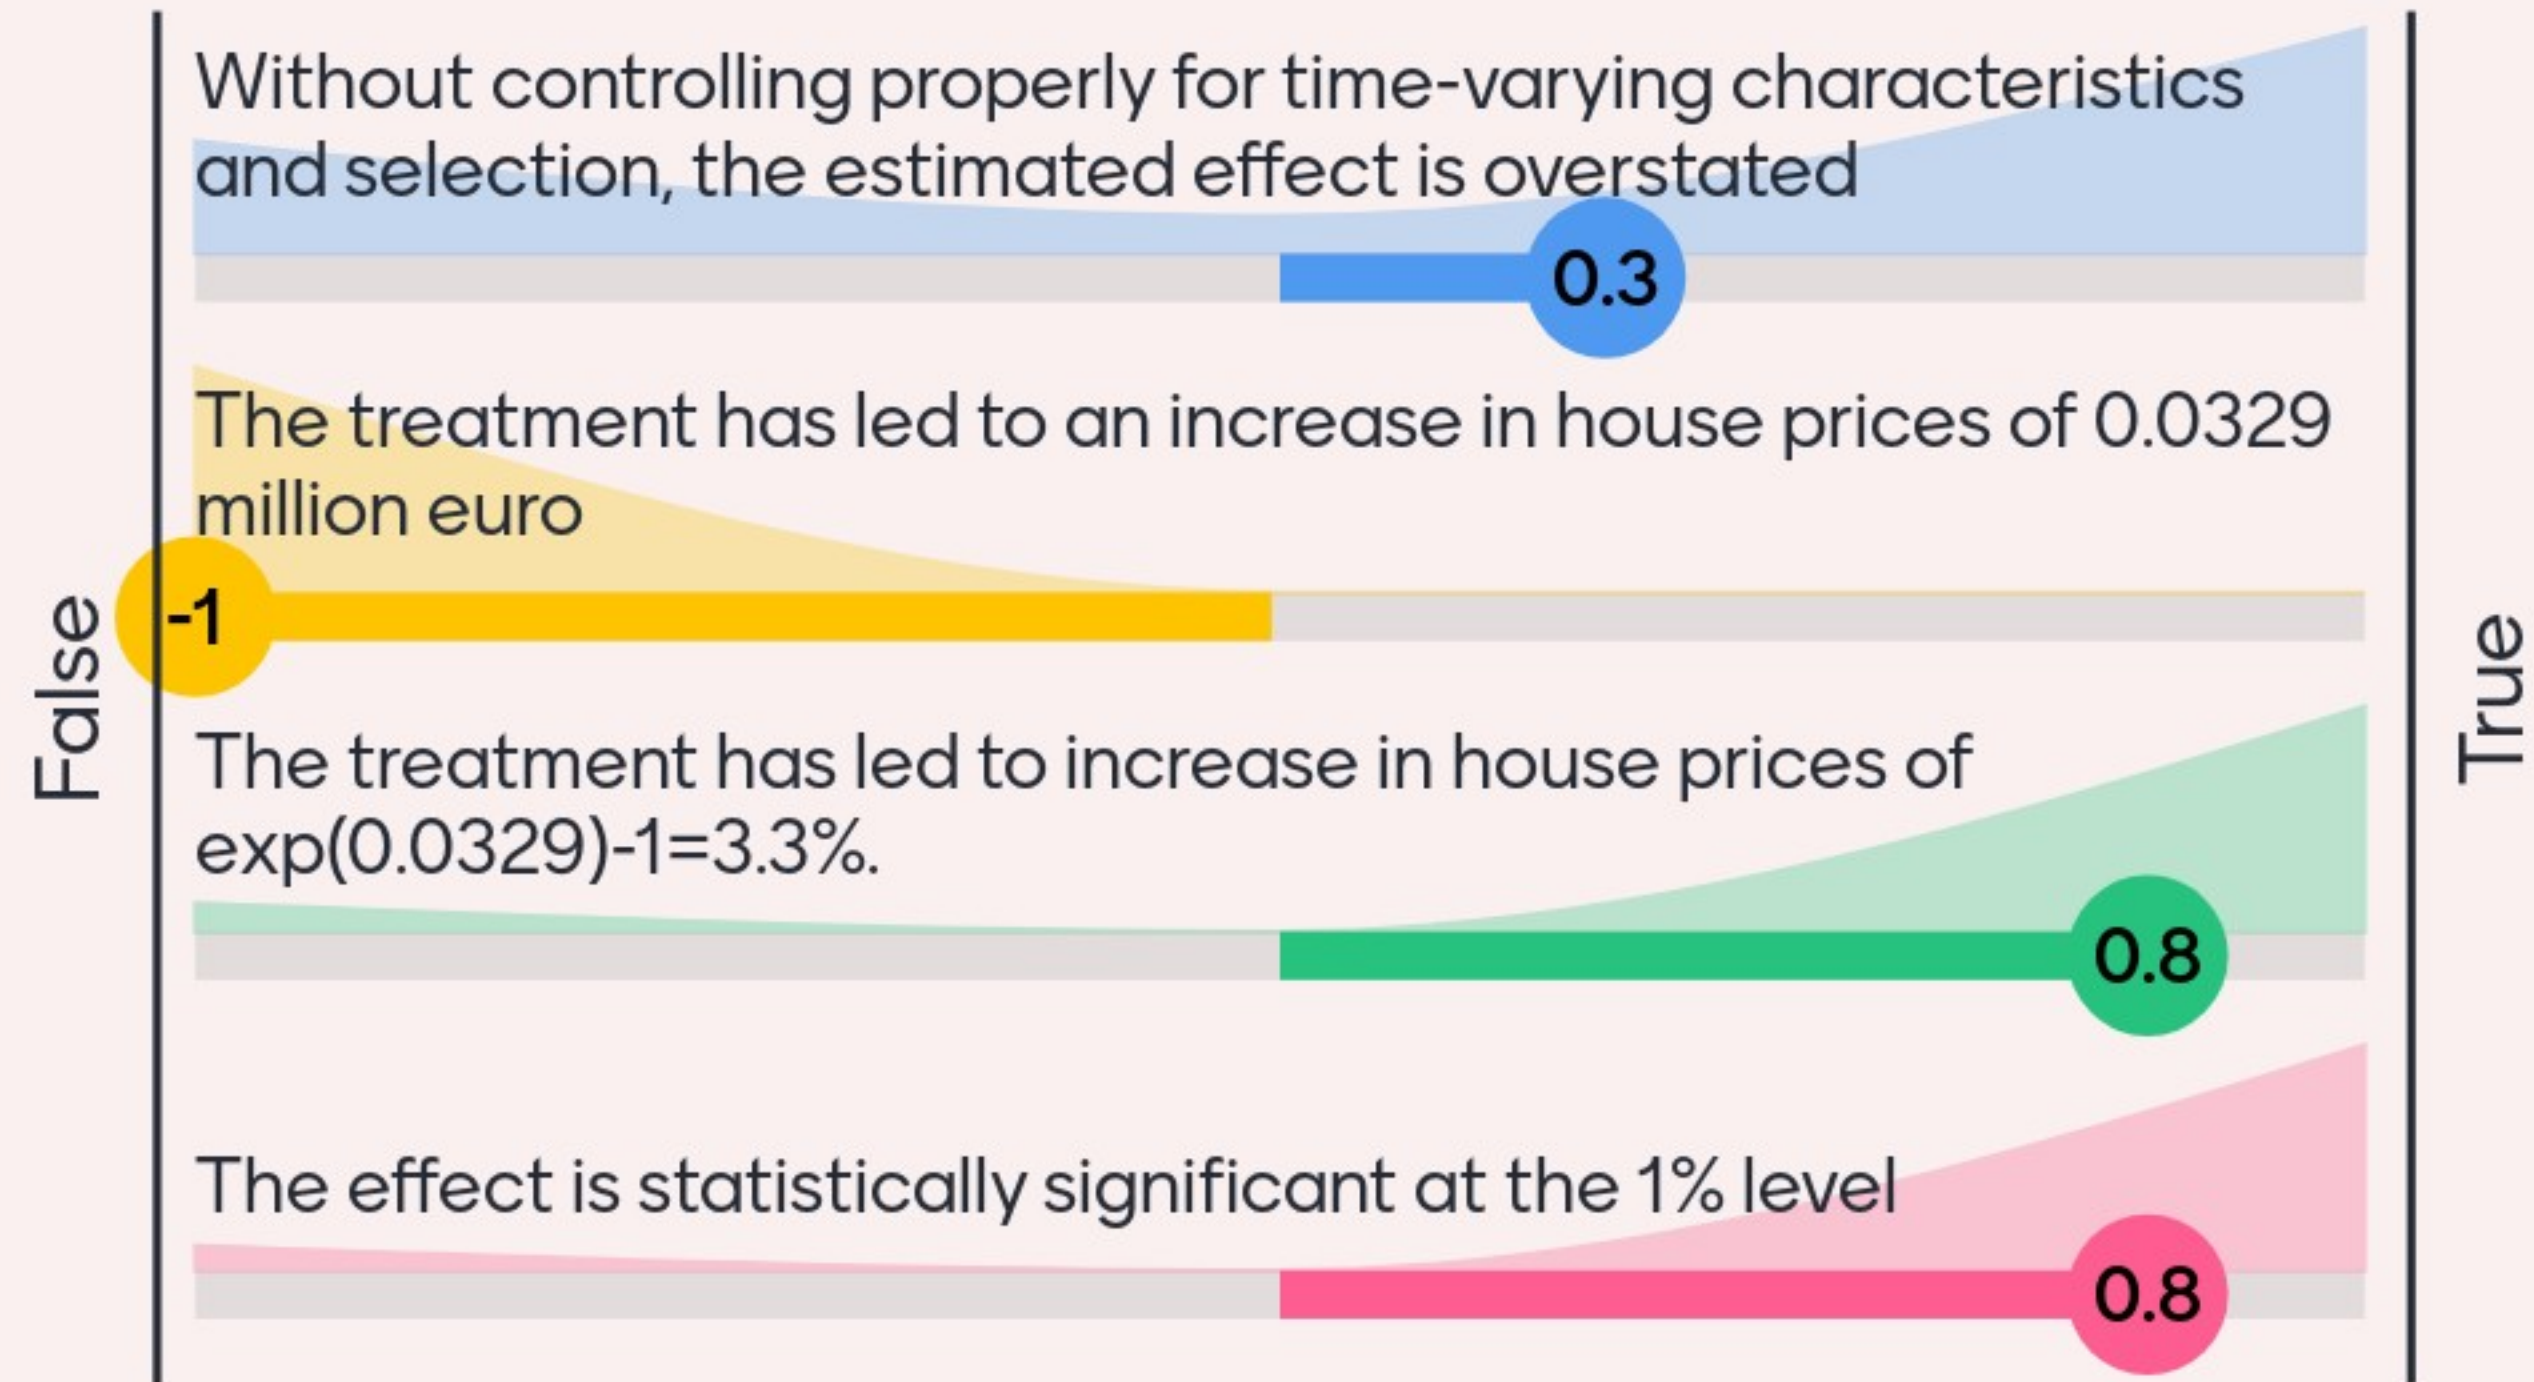 Without controlling properly for time-varying characteristics
and selection, the estimated effect is overstated
0.3
The treatment has led to an increase in house prices of 0.0329
million euro
-1
False
True
The treatment has led to increase in house prices of
exp(0.0329)-1=3.3%.
0.8
The effect is statistically significant at the 1% level
0.8